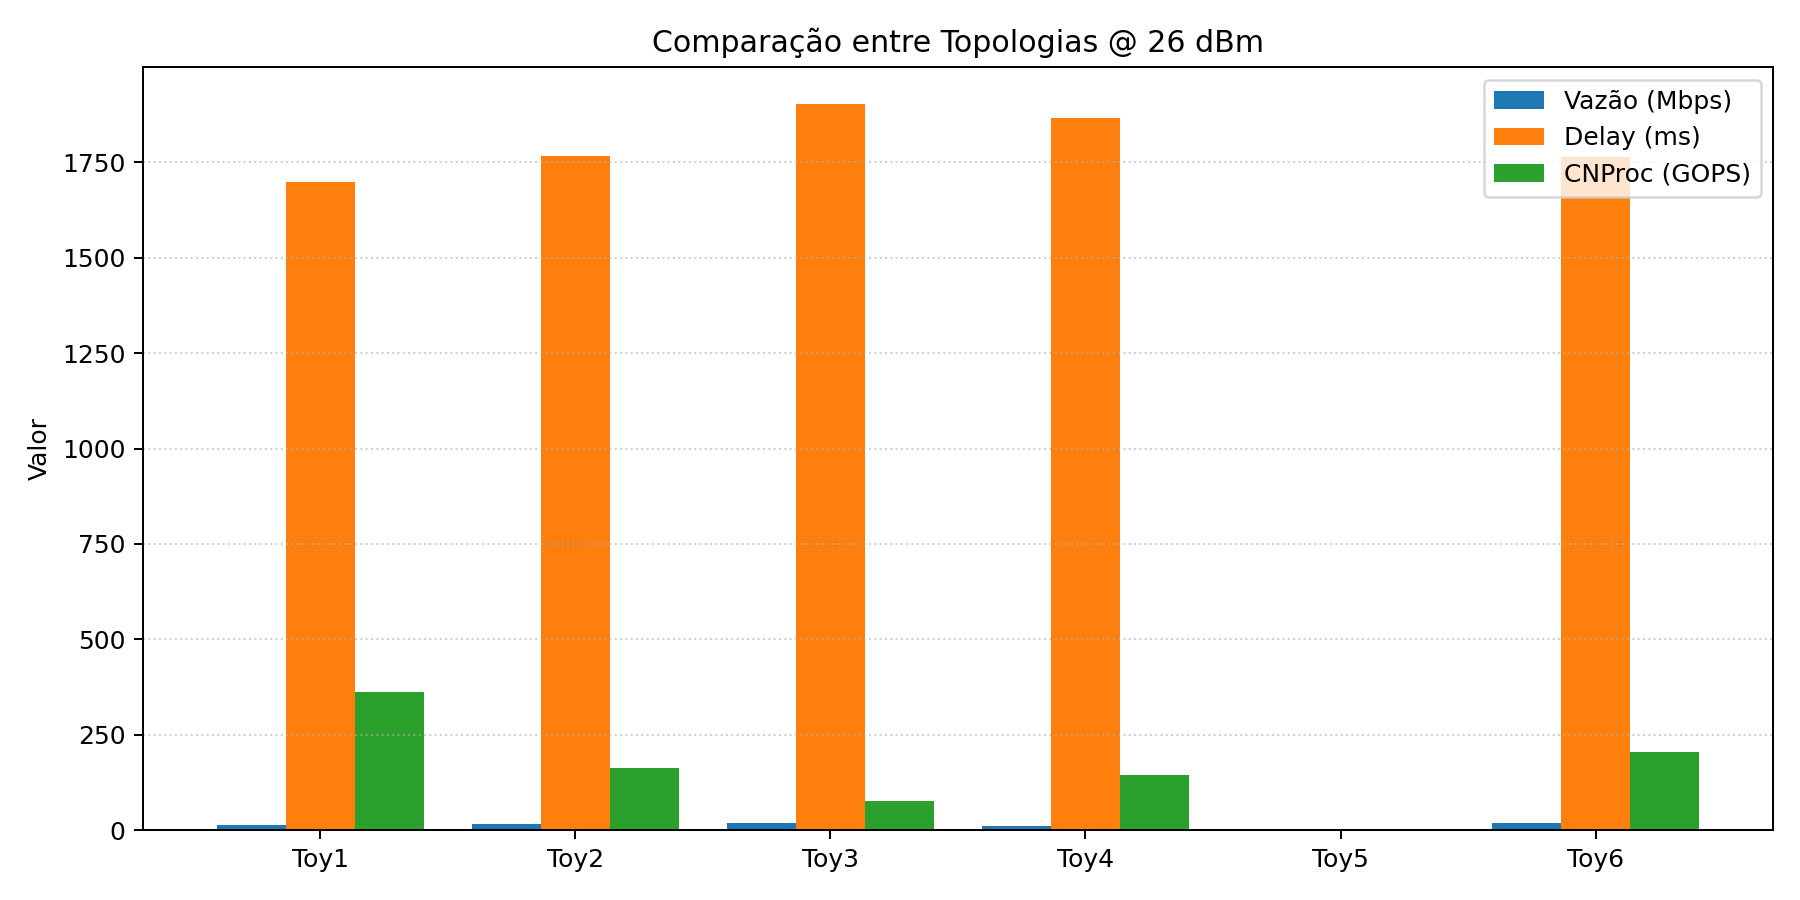 Comparação entre Topologias @ 26 dBm
Vazão (Mbps)
Delay (ms)
CNProc (GOPS)
Valor
1750
1500
1250
1000
750
500
250
0
Toy1 Toy2 Toy3 Toy4 Toy5 Toy6